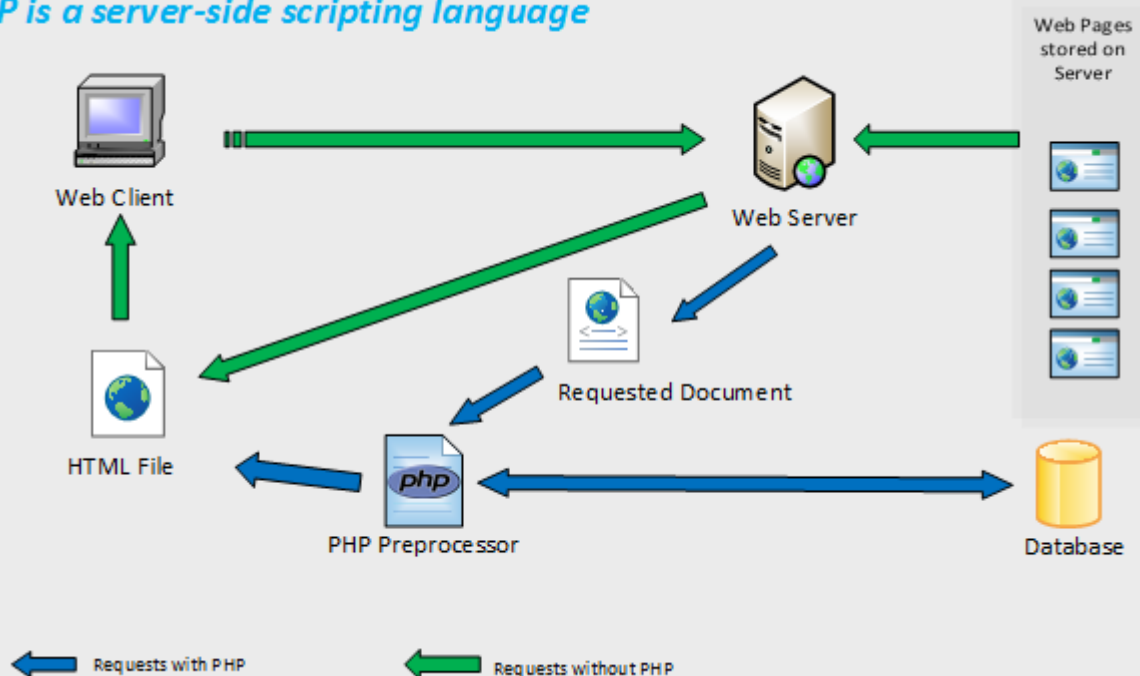 P is a server-side scripting language
Web Pages
stored on
Server
Web Client
Web Server
Requested Document
HTML File
php
PHP Preprocessor
Database
Requests with PHP
Requests without PHP